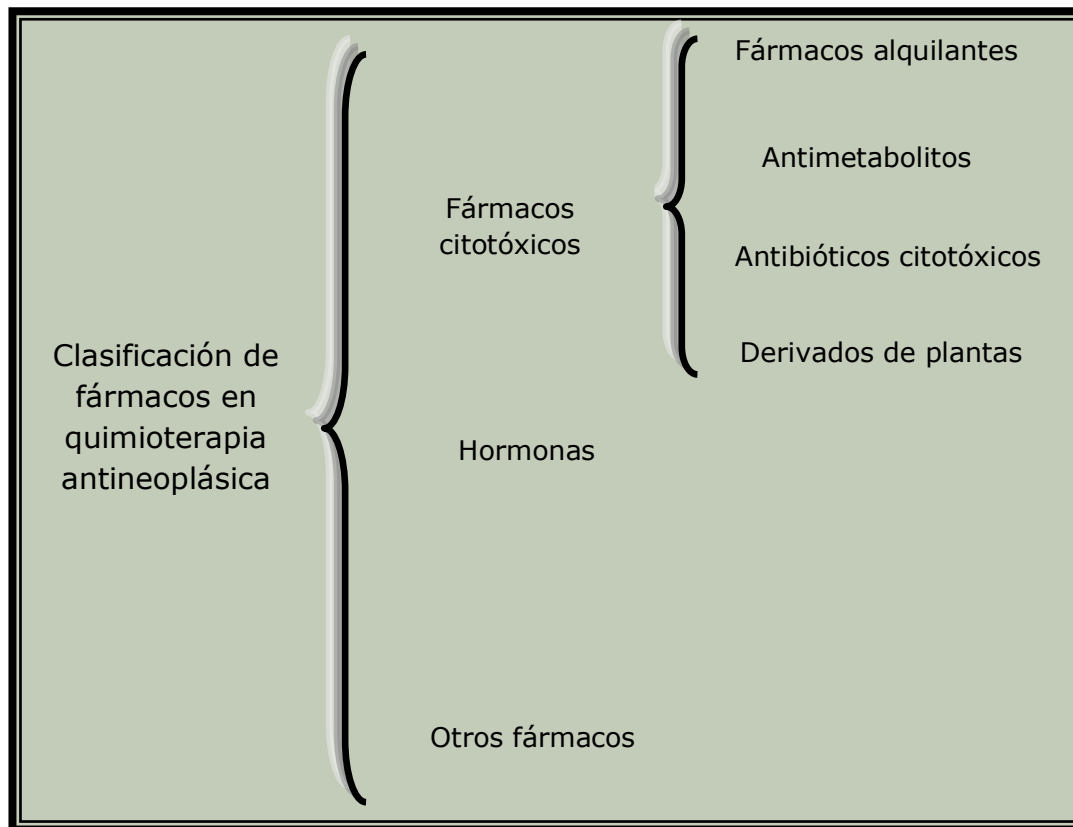 Clasificación de
fármacos en
quimioterapia
antineoplásica
Fármacos
citotóxicos
Fármacos alquilantes
Antimetabolitos
Antibióticos citotóxicos
Derivados de plantas
Hormonas
Otros fármacos